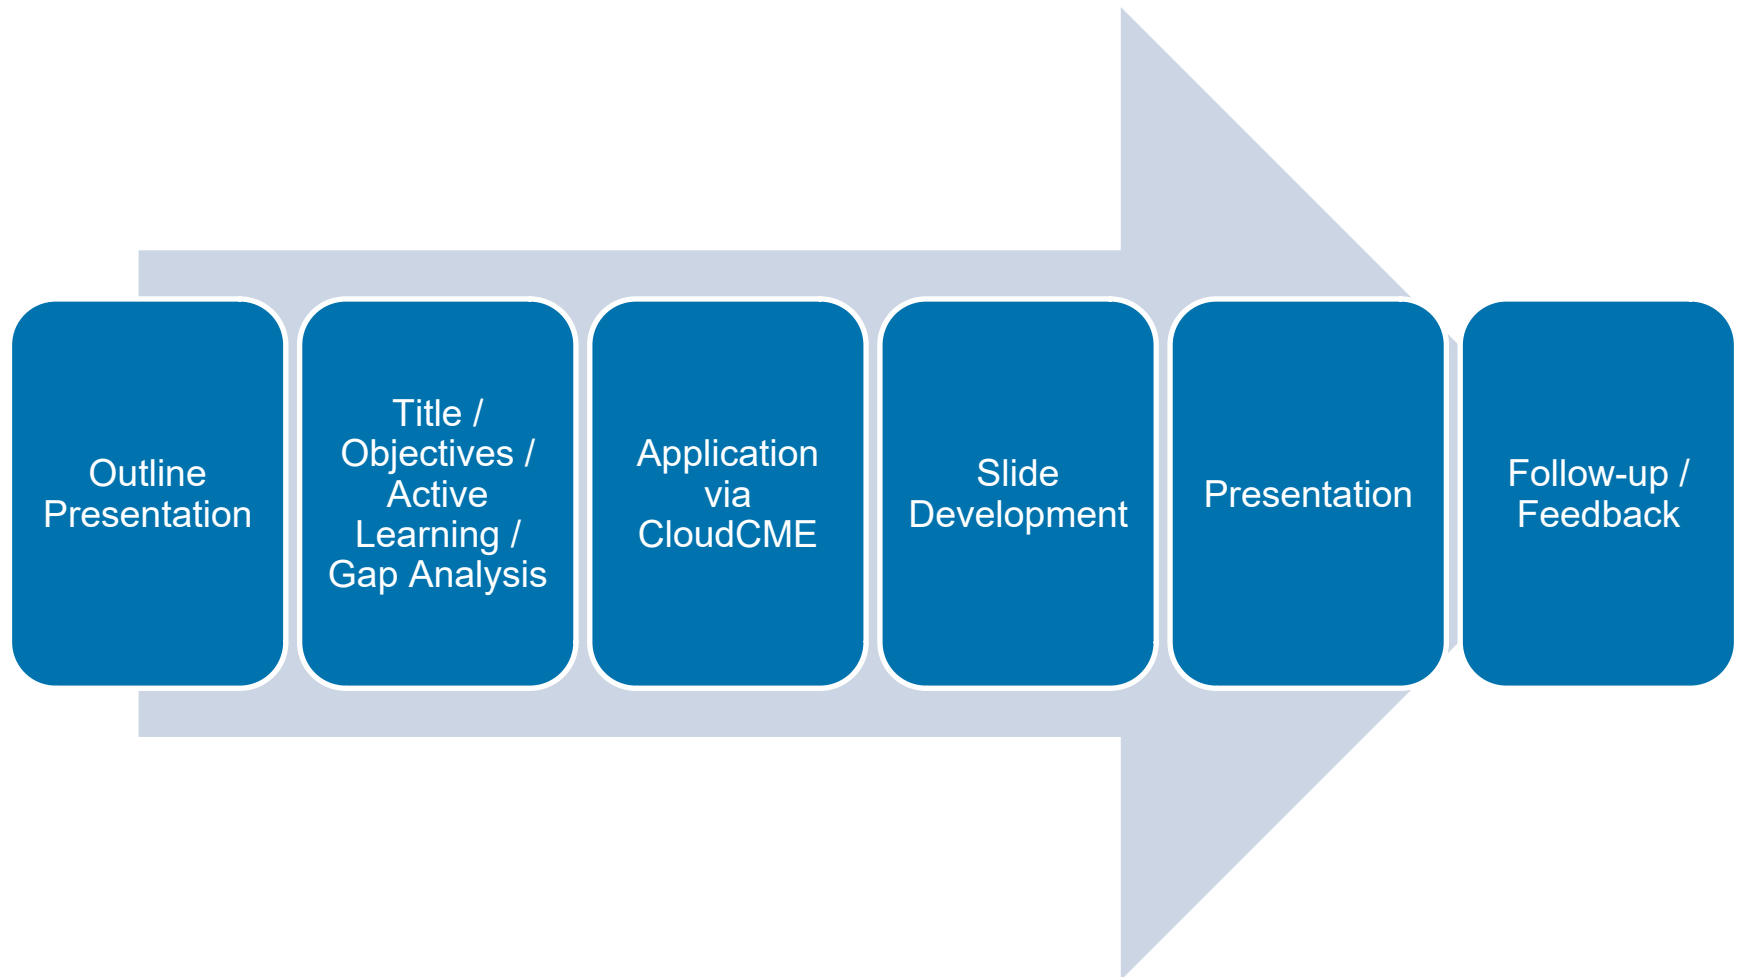 Outline
Presentation
Title /
Objectives /
Active
Learning /
Gap Analysis
Application
via
CloudCME
Slide
Development
Presentation
Follow-up /
Feedback